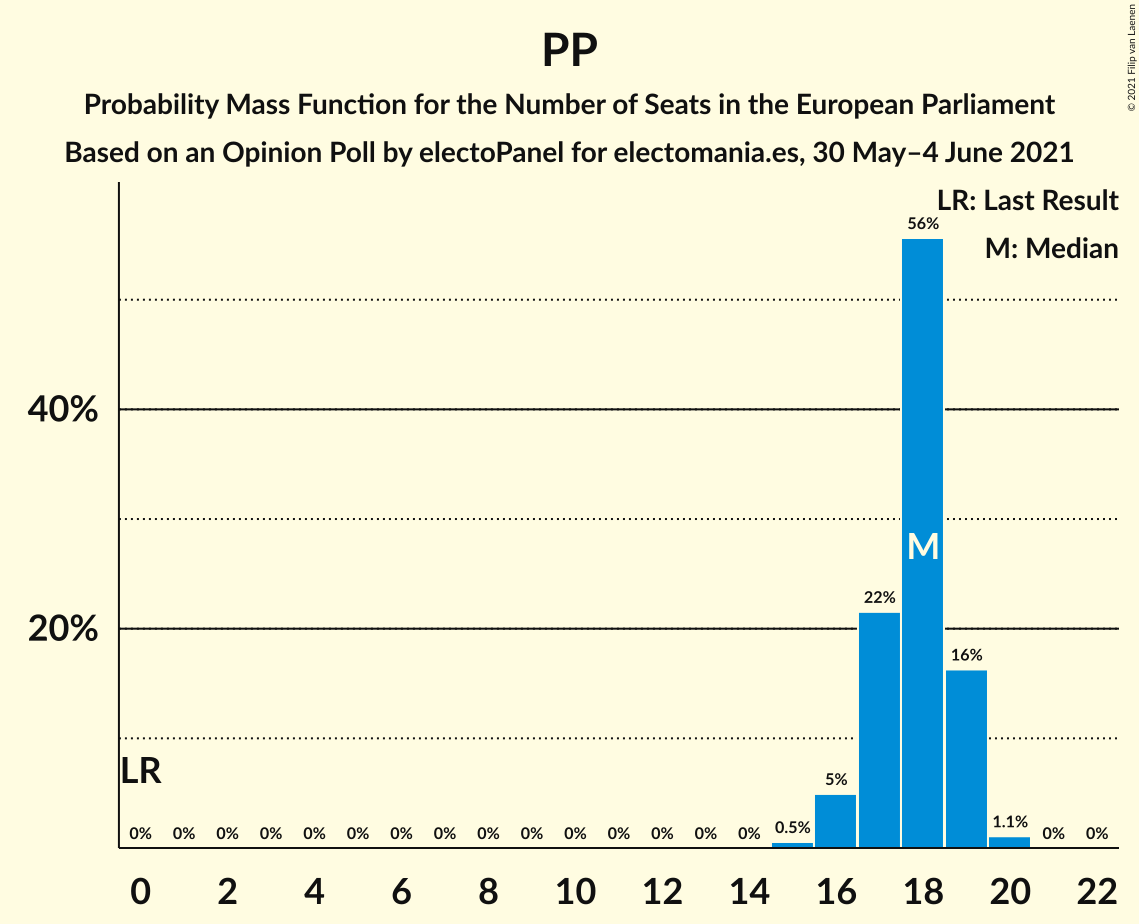 PP
Probability Mass Function for the Number of Seats in the European Parliament
Based on an Opinion Poll by electoPanel for electomania.es, 30 May–4 June 2021
© 2021 Filip van Laenen
LR: Last Result
M: Median
56%
40%
M
22%
20%
16%
LR
5%
0% 0% 0% 0% 0% 0% 0% 0% 0% 0% 0% 0% 0% 0% 0% 0.5% 1.1% 0% 0%
0 2 4 6 8 10 12 14 16 18 20 22